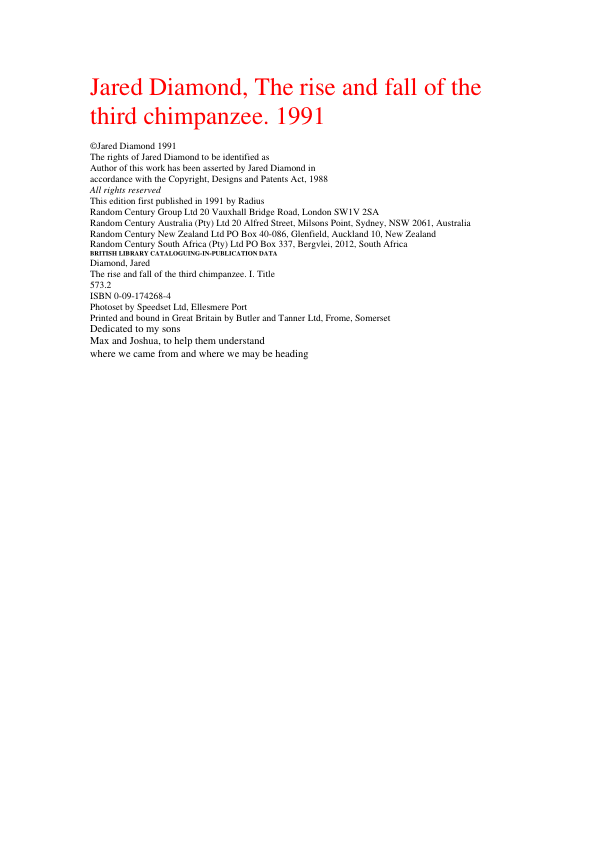 Jared Diamond, The rise and fall of the
third chimpanzee. 1991
©Jared Diamond 1991
The rights of Jared Diamond to be identified as
Author of this work has been asserted by Jared Diamond in
accordance with the Copyright, Designs and Patents Act, 1988
All rights reserved
This edition first published in 1991 by Radius
Random Century Group Ltd 20 Vauxhall Bridge Road, London SW1V 2SA
Random Century Australia (Pty) Ltd 20 Alfred Street, Milsons Point, Sydney, NSW 2061, Australia
Random Century New Zealand Ltd PO Box 40-086, Glenfield, Auckland 10, New Zealand
Random Century South Africa (Pty) Ltd PO Box 337, Bergvlei, 2012, South Africa
BRITISH LIBRARY CATALOGUING-IN-PUBLICATION DATA
Diamond, Jared
The rise and fall of the third chimpanzee. I. Title
573.2
ISBN 0-09-174268-4
Photoset by Speedset Ltd, Ellesmere Port
Printed and bound in Great Britain by Butler and Tanner Ltd, Frome, Somerset
Dedicated to my sons
Max and Joshua, to help them understand
where we came from and where we may be heading